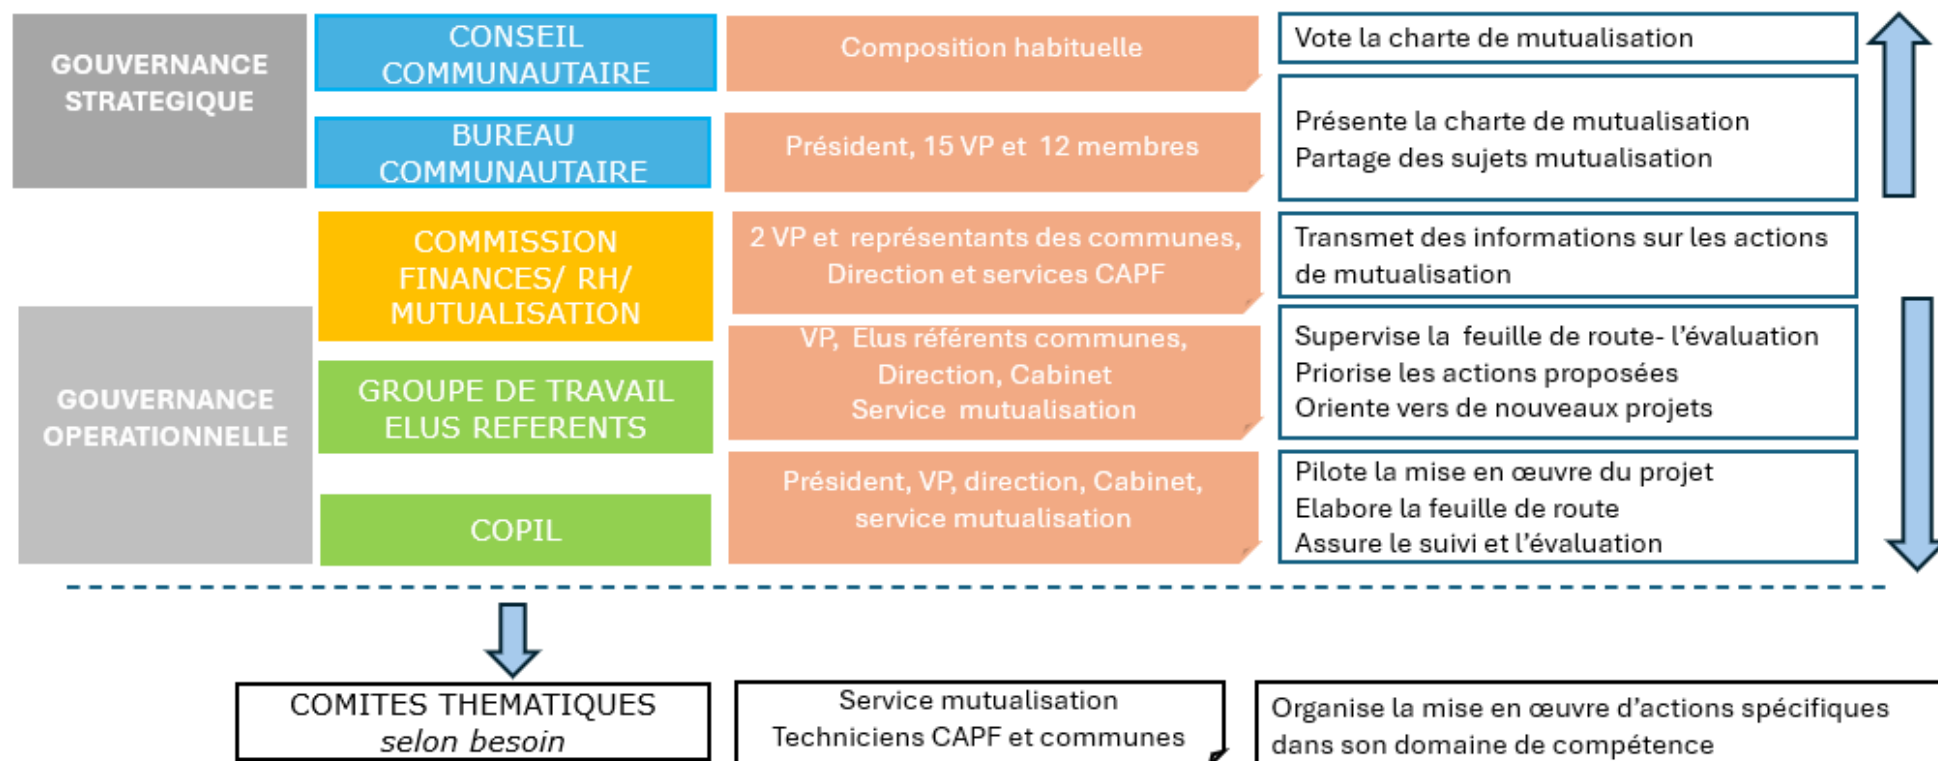 GOUVERNANCE
STRATEGIQUE
CONSEIL
COMMUNAUTAIRE
Composition habituelle
Vote la charte de mutualisation
BUREAU
COMMUNAUTAIRE
Président, 15 VP et 12 membres
Présente la charte de mutualisation
Partage des sujets mutualisation
GOUVERNANCE
OPERATIONNELLE
COMMISSION
FINANCES/ RH/
MUTUALISATION
2 VP et représentants des communes,
Direction et services CAPF
Transmet des informations sur les actions
de mutualisation
GROUPE DE TRAVAIL
ELUS REFERENTS
VP, Elus référents communes,
Direction, Cabinet
Service mutualisation
Supervise la feuille de route- l'évaluation
Priorise les actions proposées
Oriente vers de nouveaux projets
COPIL
Président, VP, direction, Cabinet,
service mutualisation
Pilote la mise en œuvre du projet
Elabore la feuille de route
Assure le suivi et l'évaluation
COMITES THEMATIQUES
selon besoin
Service mutualisation
Techniciens CAPF et communes
Organise la mise en œuvre d'actions spécifiques
dans son domaine de compétence